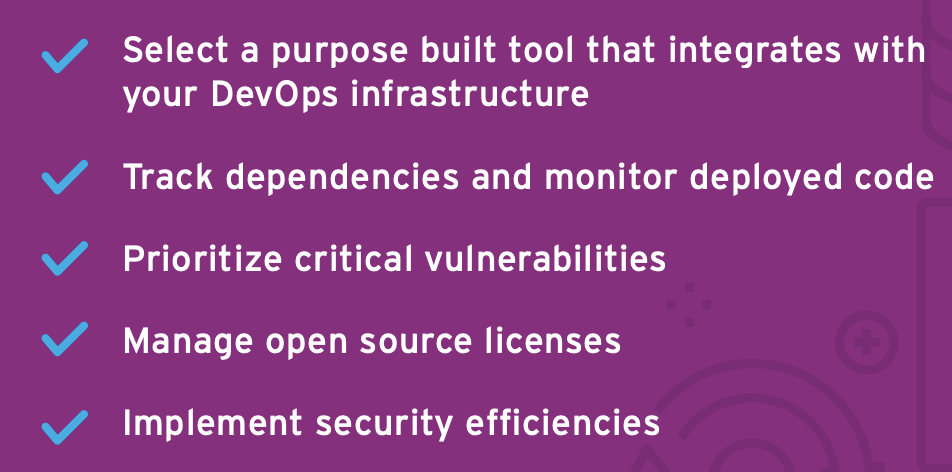 Select a purpose built tool that integrates with
your DevOps infrastructure
Track dependencies and monitor deployed code
Prioritize critical vulnerabilities
Manage open source licenses
Implement security efficiencies